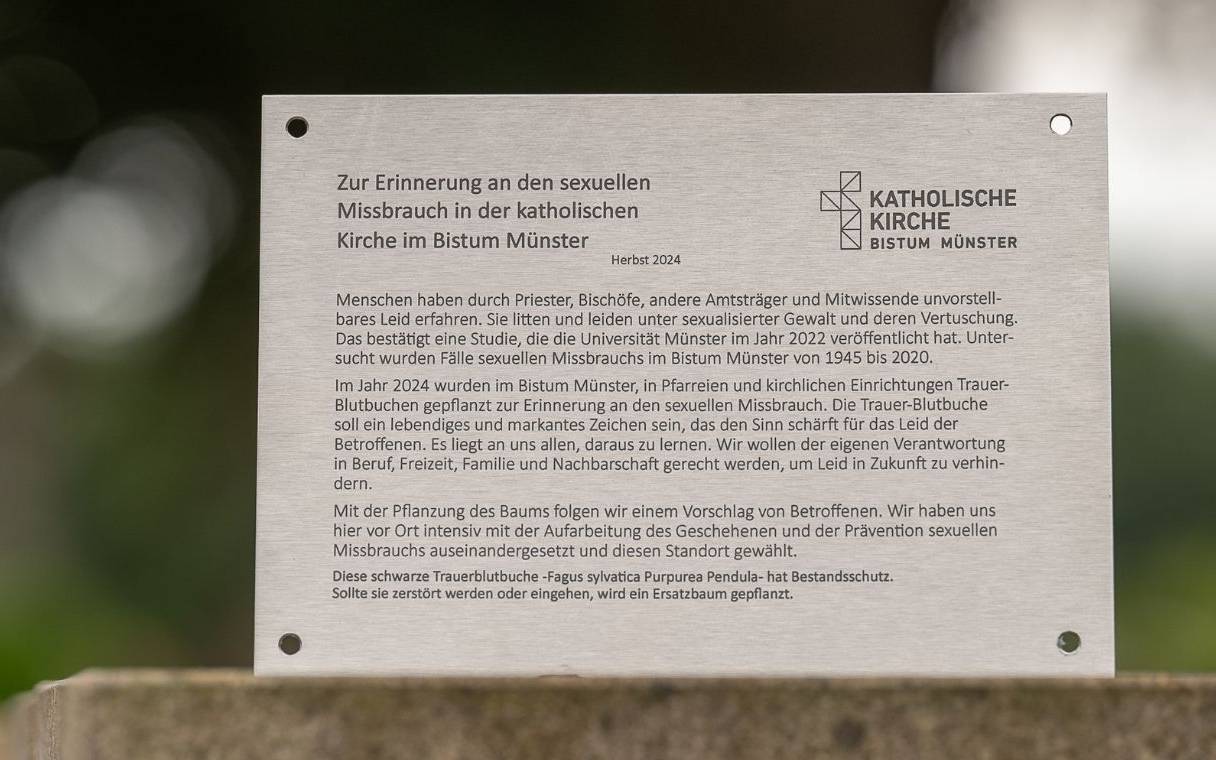 Zur Erinnerung an den sexuellen
Missbrauch in der katholischen
Kirche im Bistum Münster
Herbst 2024
KATHOLISCHE
KIRCHE
BISTUM MÜNSTER
Menschen haben durch Priester, Bischöfe, andere Amtsträger und Mitwissende unvorstell-
bares Leid erfahren. Sie litten und leiden unter sexualisierter Gewalt und deren Vertuschung.
Das bestätigt eine Studie, die die Universität Münster im Jahr 2022 veröffentlicht hat. Unter-
sucht wurden Fälle sexuellen Missbrauchs im Bistum Münster von 1945 bis 2020.
Im Jahr 2024 wurden im Bistum Münster, in Pfarreien und kirchlichen Einrichtungen Trauer-
Blutbuchen gepflanzt zur Erinnerung an den sexuellen Missbrauch. Die Trauer-Blutbuche
soll ein lebendiges und markantes Zeichen sein, das den Sinn schärft für das Leid der
Betroffenen. Es liegt an uns allen, daraus zu lernen. Wir wollen der eigenen Verantwortung
in Beruf, Freizeit, Familie und Nachbarschaft gerecht werden, um Leid in Zukunft zu verhin-
dern.
Mit der Pflanzung des Baums folgen wir einem Vorschlag von Betroffenen. Wir haben uns
hier vor Ort intensiv mit der Aufarbeitung des Geschehenen und der Prävention sexuellen
Missbrauchs auseinandergesetzt und diesen Standort gewählt.
Diese schwarze Trauerblutbuche -Fagus sylvatica Purpurea Pendula- hat Bestandsschutz.
Sollte sie zerstört werden oder eingehen, wird ein Ersatzbaum gepflanzt.